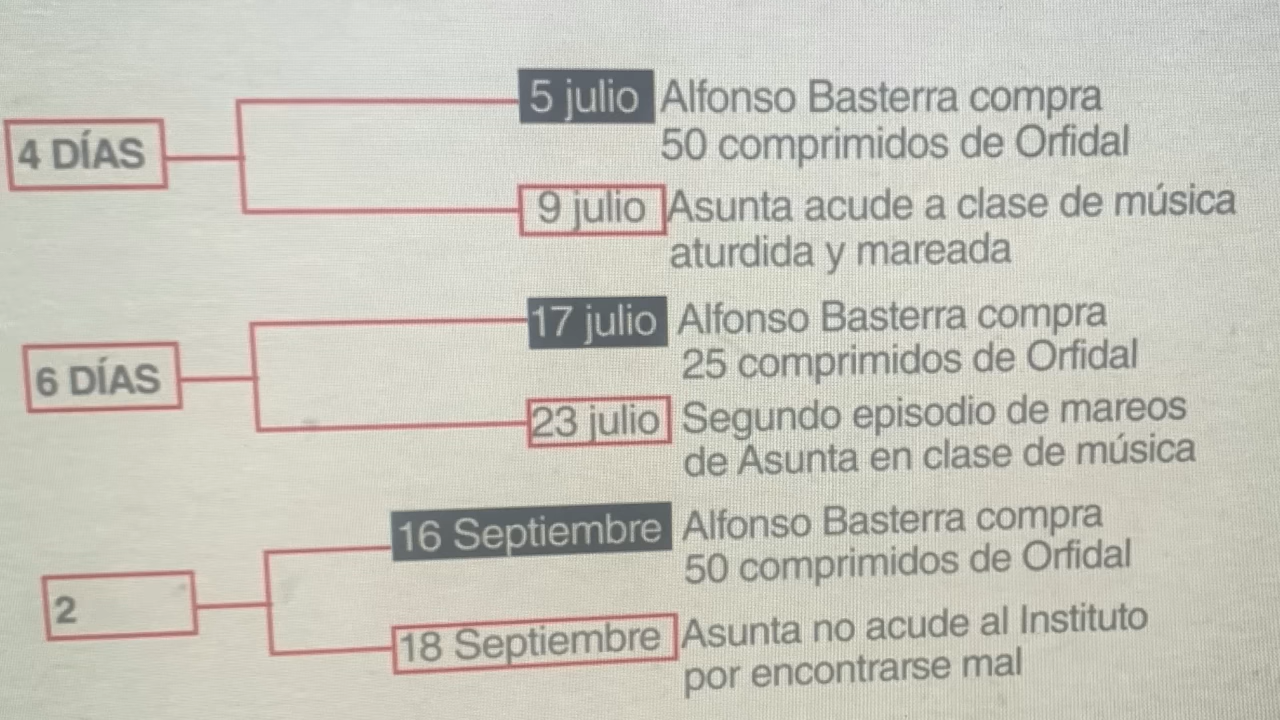 4 DÍAS
5 julio Alfonso Basterra compra
50 comprimidos de Orfidal
9 julio Asunta acude a clase de música
aturdida y mareada
6 DÍAS
17 julio Alfonso Basterra compra
25 comprimidos de Orfidal
23 julio Segundo episodio de mareos
de Asunta en clase de música
2
16 Septiembre Alfonso Basterra compra
50 comprimidos de Orfidal
18 Septiembre Asunta no acude al Instituto
por encontrarse mal